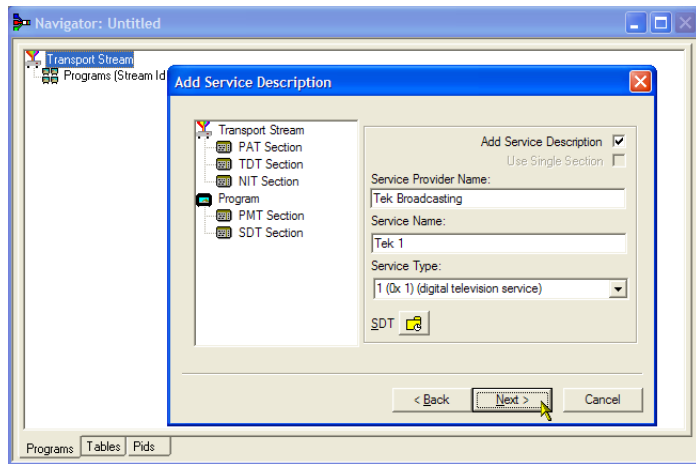 Navigator: Untitled
Transport Stream
Programs (Stream Id
Add Service Description
Transport Stream
PAT Section
TDT Section
NIT Section
Program
PMT Section
SDT Section
Add Service Description
Use Single Section
Service Provider Name:
Tek Broadcasting
Service Name:
Tek 1
Service Type:
1 (0x 1) (digital television service)
SDT
< Back
Next >
Cancel
Programs
Tables
Pids